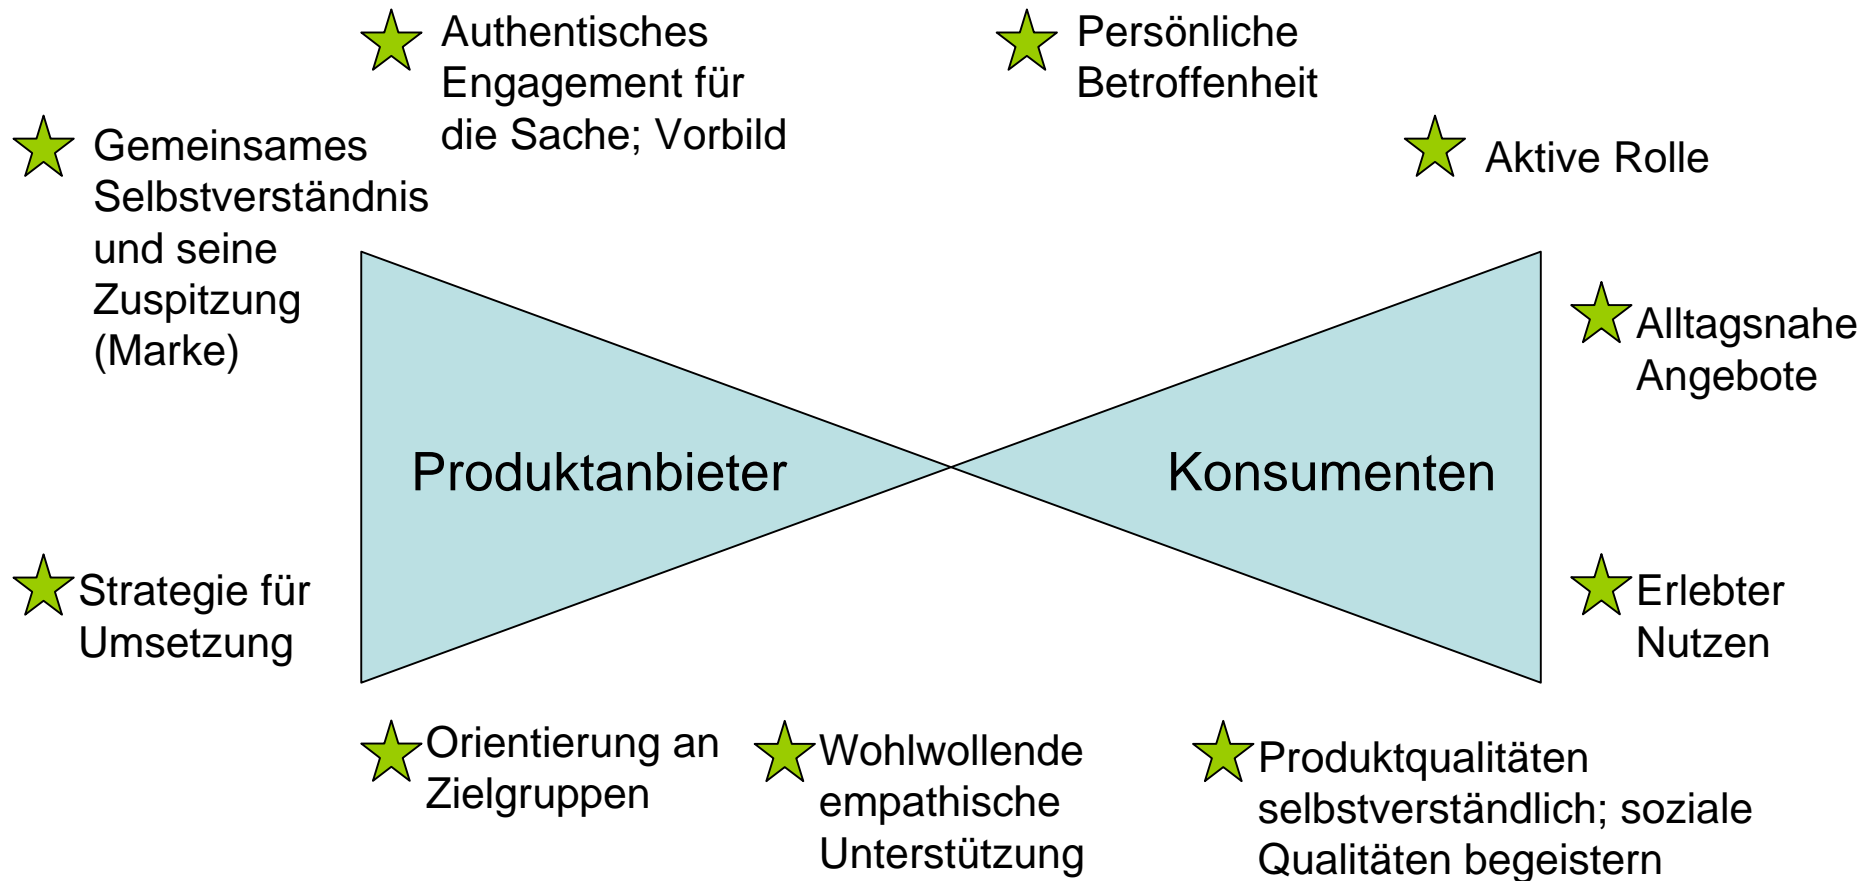 Authentisches
Engagement für
die Sache; Vorbild
Persönliche
Betroffenheit
Gemeinsames
Selbstverständnis
und seine
Zuspitzung
(Marke)
Aktive Rolle
Alltagsnahe
Angebote
Produktanbieter
Konsumenten
Strategie für
Umsetzung
Erlebter
Nutzen
Orientierung an
Zielgruppen
Wohlwollende
empathische
Unterstützung
Produktqualitäten
selbstverständlich; soziale
Qualitäten begeistern